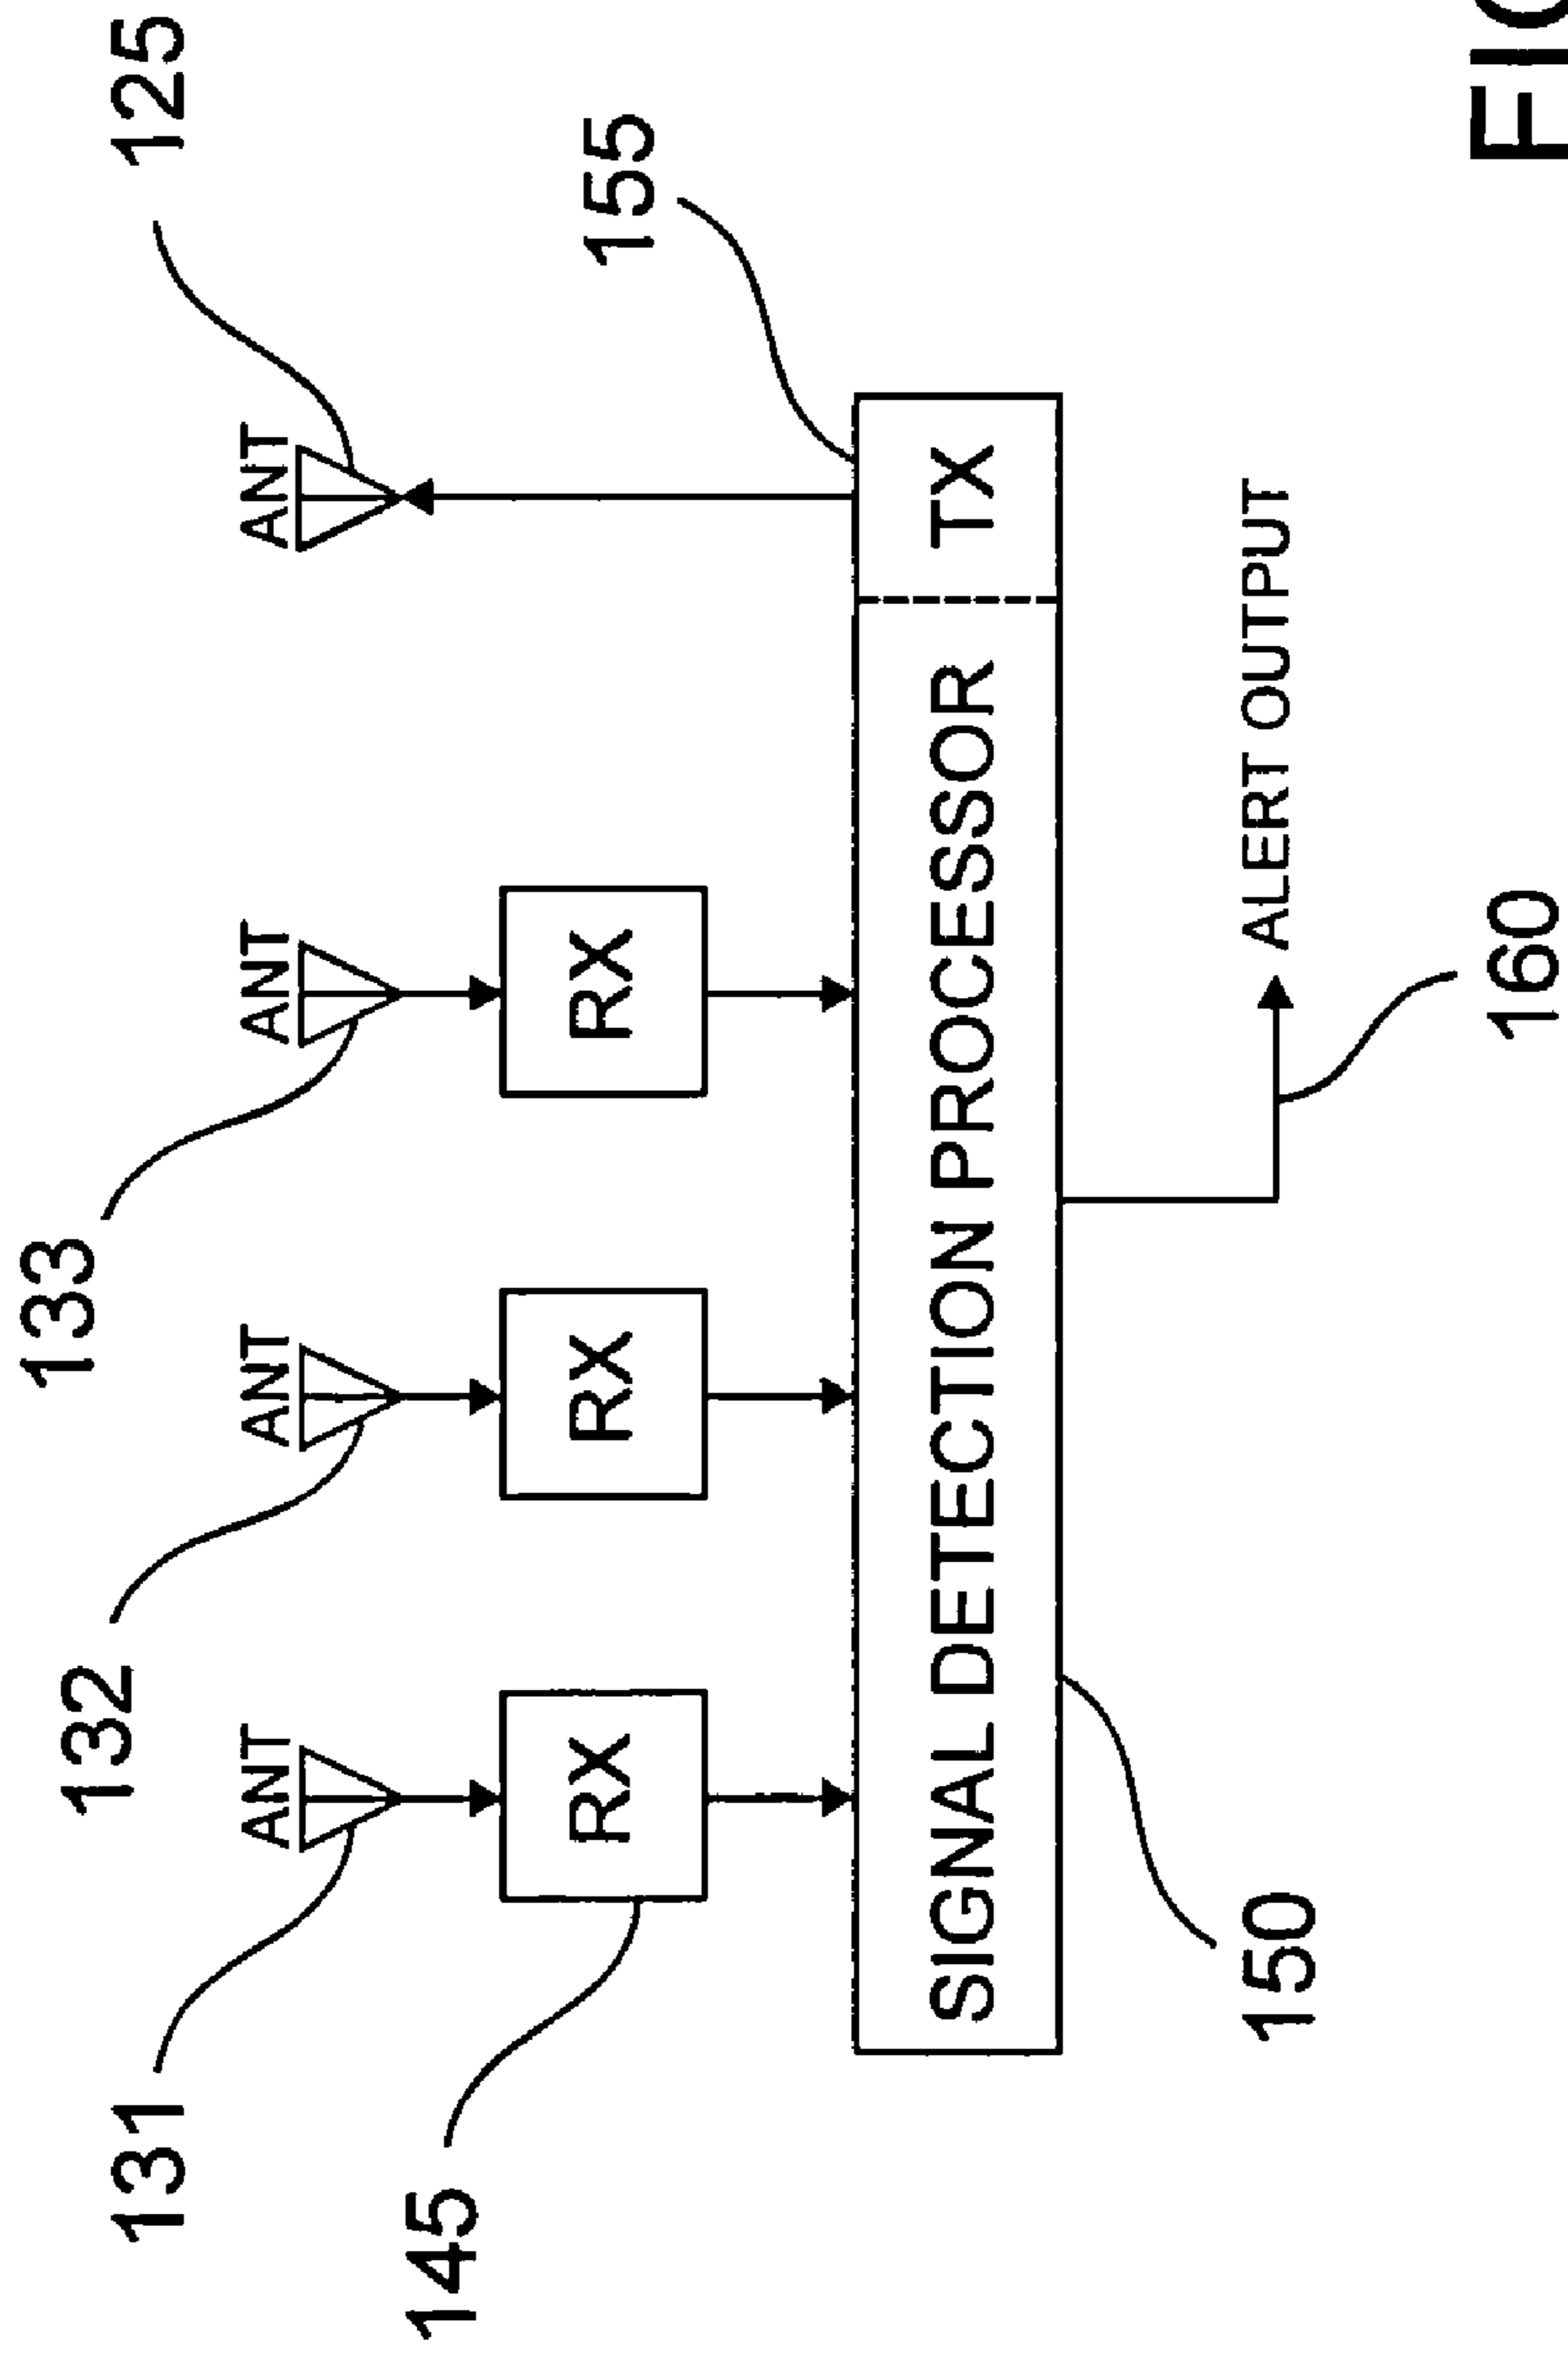 133
132
131
125
ANT
ANT
ANT
ANT
145
155
RX
RX
RX
SIGNAL DETECTION PROCESSOR
TX
150
ALERT OUTPUT
160